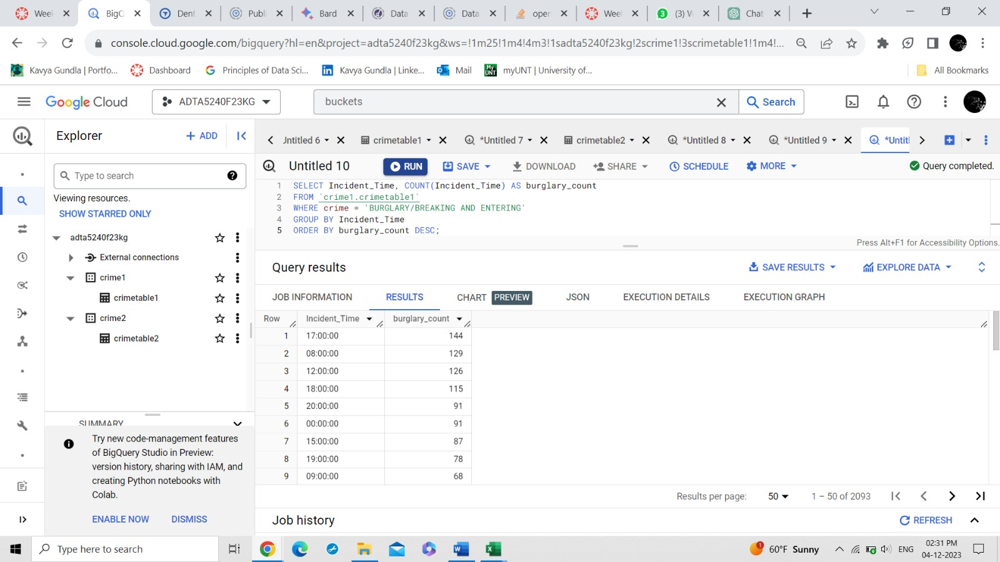 Week
BigQ
Dent
Publi
Bard
Data
Data
oper
Weel
(3) W
Chat
console.cloud.google.com/bigquery?hl=en&project=adta5240f23kg&ws=!1m25!1m4!4m3!1sadta5240f23kg!2scrime1!3scrimetable1!1m4!...
Kavya Gundla | Portfo...
Dashboard
Principles of Data Sci...
Kavya Gundla | Linke...
Mail
myUNT | University of...
All Bookmarks
Google Cloud
ADTA5240F23KG
buckets
Search
Explorer
+ ADD
Untitled 6
crimetable1
*Untitled 7
crimetable2
*Untitled 8
*Untitled 9
*Untitl
Type to search
Viewing resources.
SHOW STARRED ONLY
adta5240f23kg
External connections
crime1
crimetable1
crime2
crimetable2
SUMMARY
Try new code-management features
of BigQuery Studio in Preview:
version history, sharing with IAM, and
creating Python notebooks with
Colab.
ENABLE NOW DISMISS
Untitled 10
RUN
SAVE
DOWNLOAD
SHARE
SCHEDULE
MORE
Query completed.
1 SELECT Incident_Time, COUNT(Incident_Time) AS burglary_count
2 FROM `crime1.crimetable1`
3 WHERE crime = 'BURGLARY/BREAKING AND ENTERING'
4 GROUP BY Incident_Time
5 ORDER BY burglary_count DESC;
Press Alt+F1 for Accessibility Options.
Query results
SAVE RESULTS
EXPLORE DATA
JOB INFORMATION RESULTS CHART PREVIEW JSON EXECUTION DETAILS EXECUTION GRAPH
Row Incident_Time burglary_count
1 17:00:00 144
2 08:00:00 129
3 12:00:00 126
4 18:00:00 115
5 20:00:00 91
6 00:00:00 91
7 15:00:00 87
8 19:00:00 78
9 09:00:00 68
Results per page: 50 1 – 50 of 2093
Job history
REFRESH
Type here to search
1
60°F Sunny
ENG
02:31 PM
04-12-2023